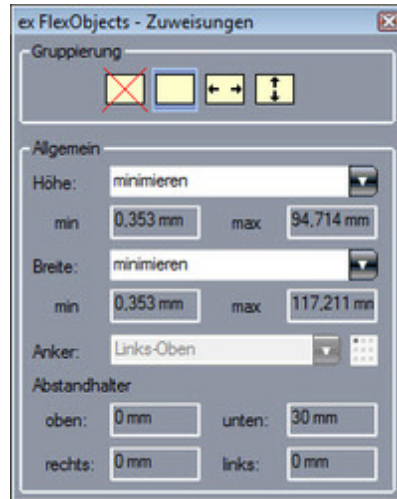 ex FlexObjects - Zuweisungen
Gruppierung
Allgemein
Höhe: minimieren
min 0,353 mm max 94,714 mm
Breite: minimieren
min 0,353 mm max 117,211 mm
Anker: Links-Oben
Abstandhalter
oben: 0 mm unten: 30 mm
rechts: 0 mm links: 0 mm